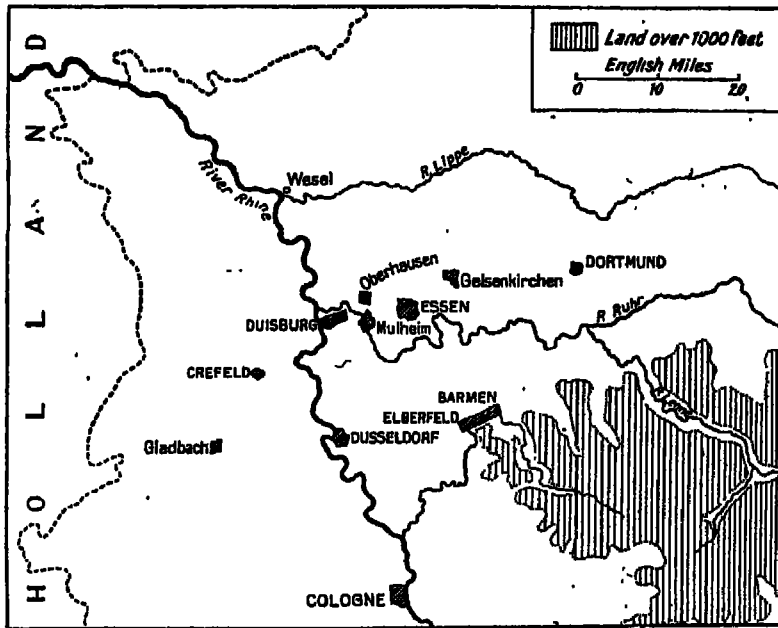 Land over 1000 Feet
English Miles
0 10 20
HOLLAND
River Rhine
Wesel
R. Lippe
Oberhausen
Gelsenkirchen
DORTMUND
DUISBURG
Mulheim
ESSEN
R. Ruhr
CREFELD
BARMEN
ELBERFELD
Gladbach
DUSSELDORF
COLOGNE